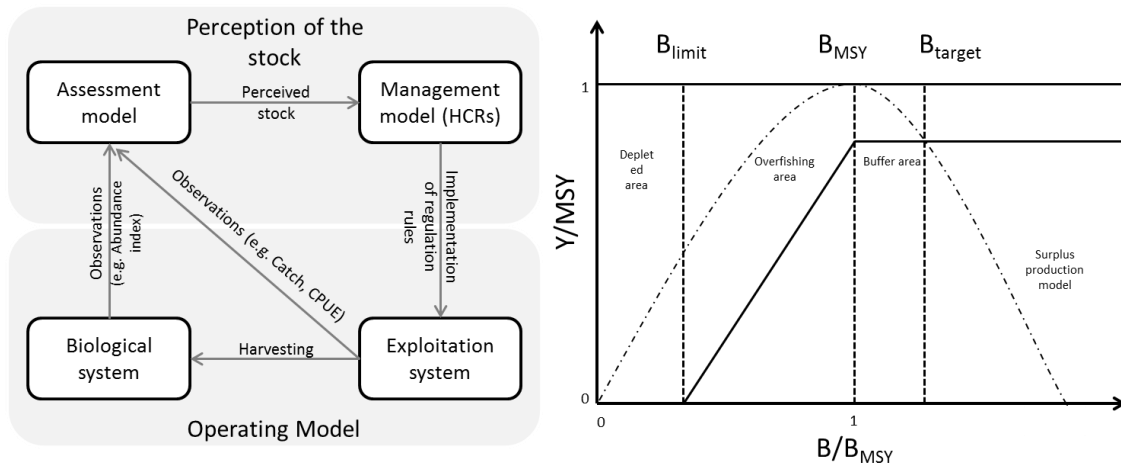 Perception of the
stock
Assessment
model
Perceived
stock
Management
model (HCRs)
Observations
(e.g. Abundance
index)
Observations (e.g. Catch, CPUE)
Implementation
of regulation
rules
Biological
system
Harvesting
Exploitation
system
Operating Model
Blimit
BMSY
Btarget
1
Deplet
ed
area
Overfishing
area
Buffer area
Y/MSY
Surplus
production
model
0
0
1
B/BMSY